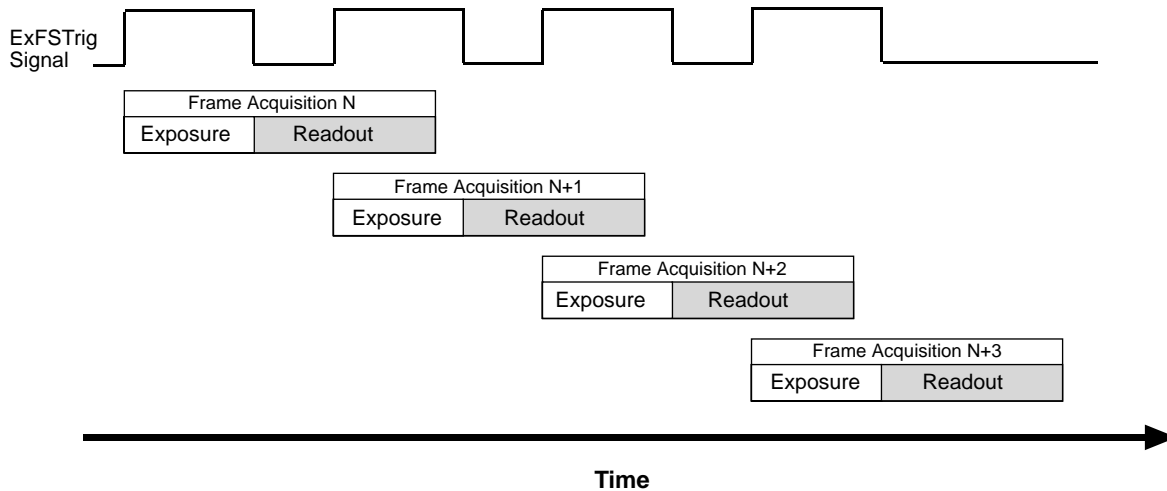 ExFSTrig
Signal
Frame Acquisition N
Exposure Readout
Frame Acquisition N+1
Exposure Readout
Frame Acquisition N+2
Exposure Readout
Frame Acquisition N+3
Exposure Readout
Time